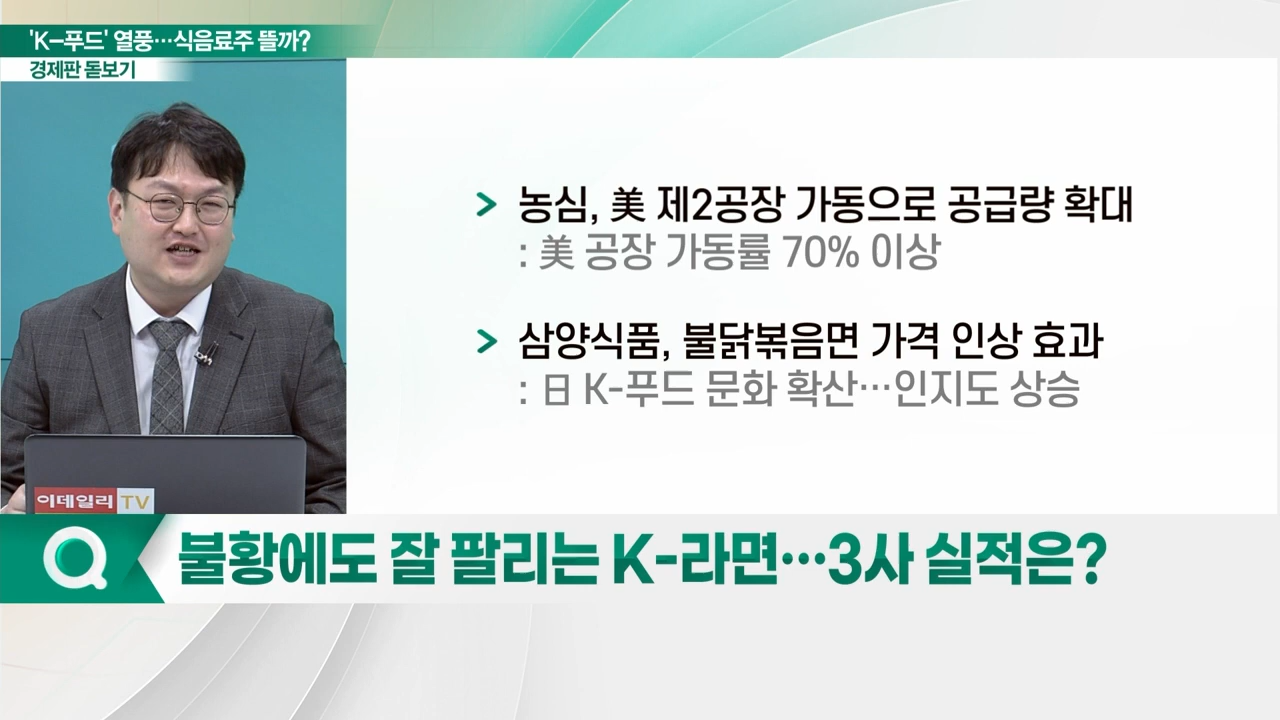 'K-푸드' 열풍…식음료주 뜰까?
경제판 돋보기
> 농심, 美 제2공장 가동으로 공급량 확대
: 美 공장 가동률 70% 이상
> 삼양식품, 불닭볶음면 가격 인상 효과
: 日 K-푸드 문화 확산…인지도 상승
이데일리 TV
Q 불황에도 잘 팔리는 K-라면…3사 실적은?